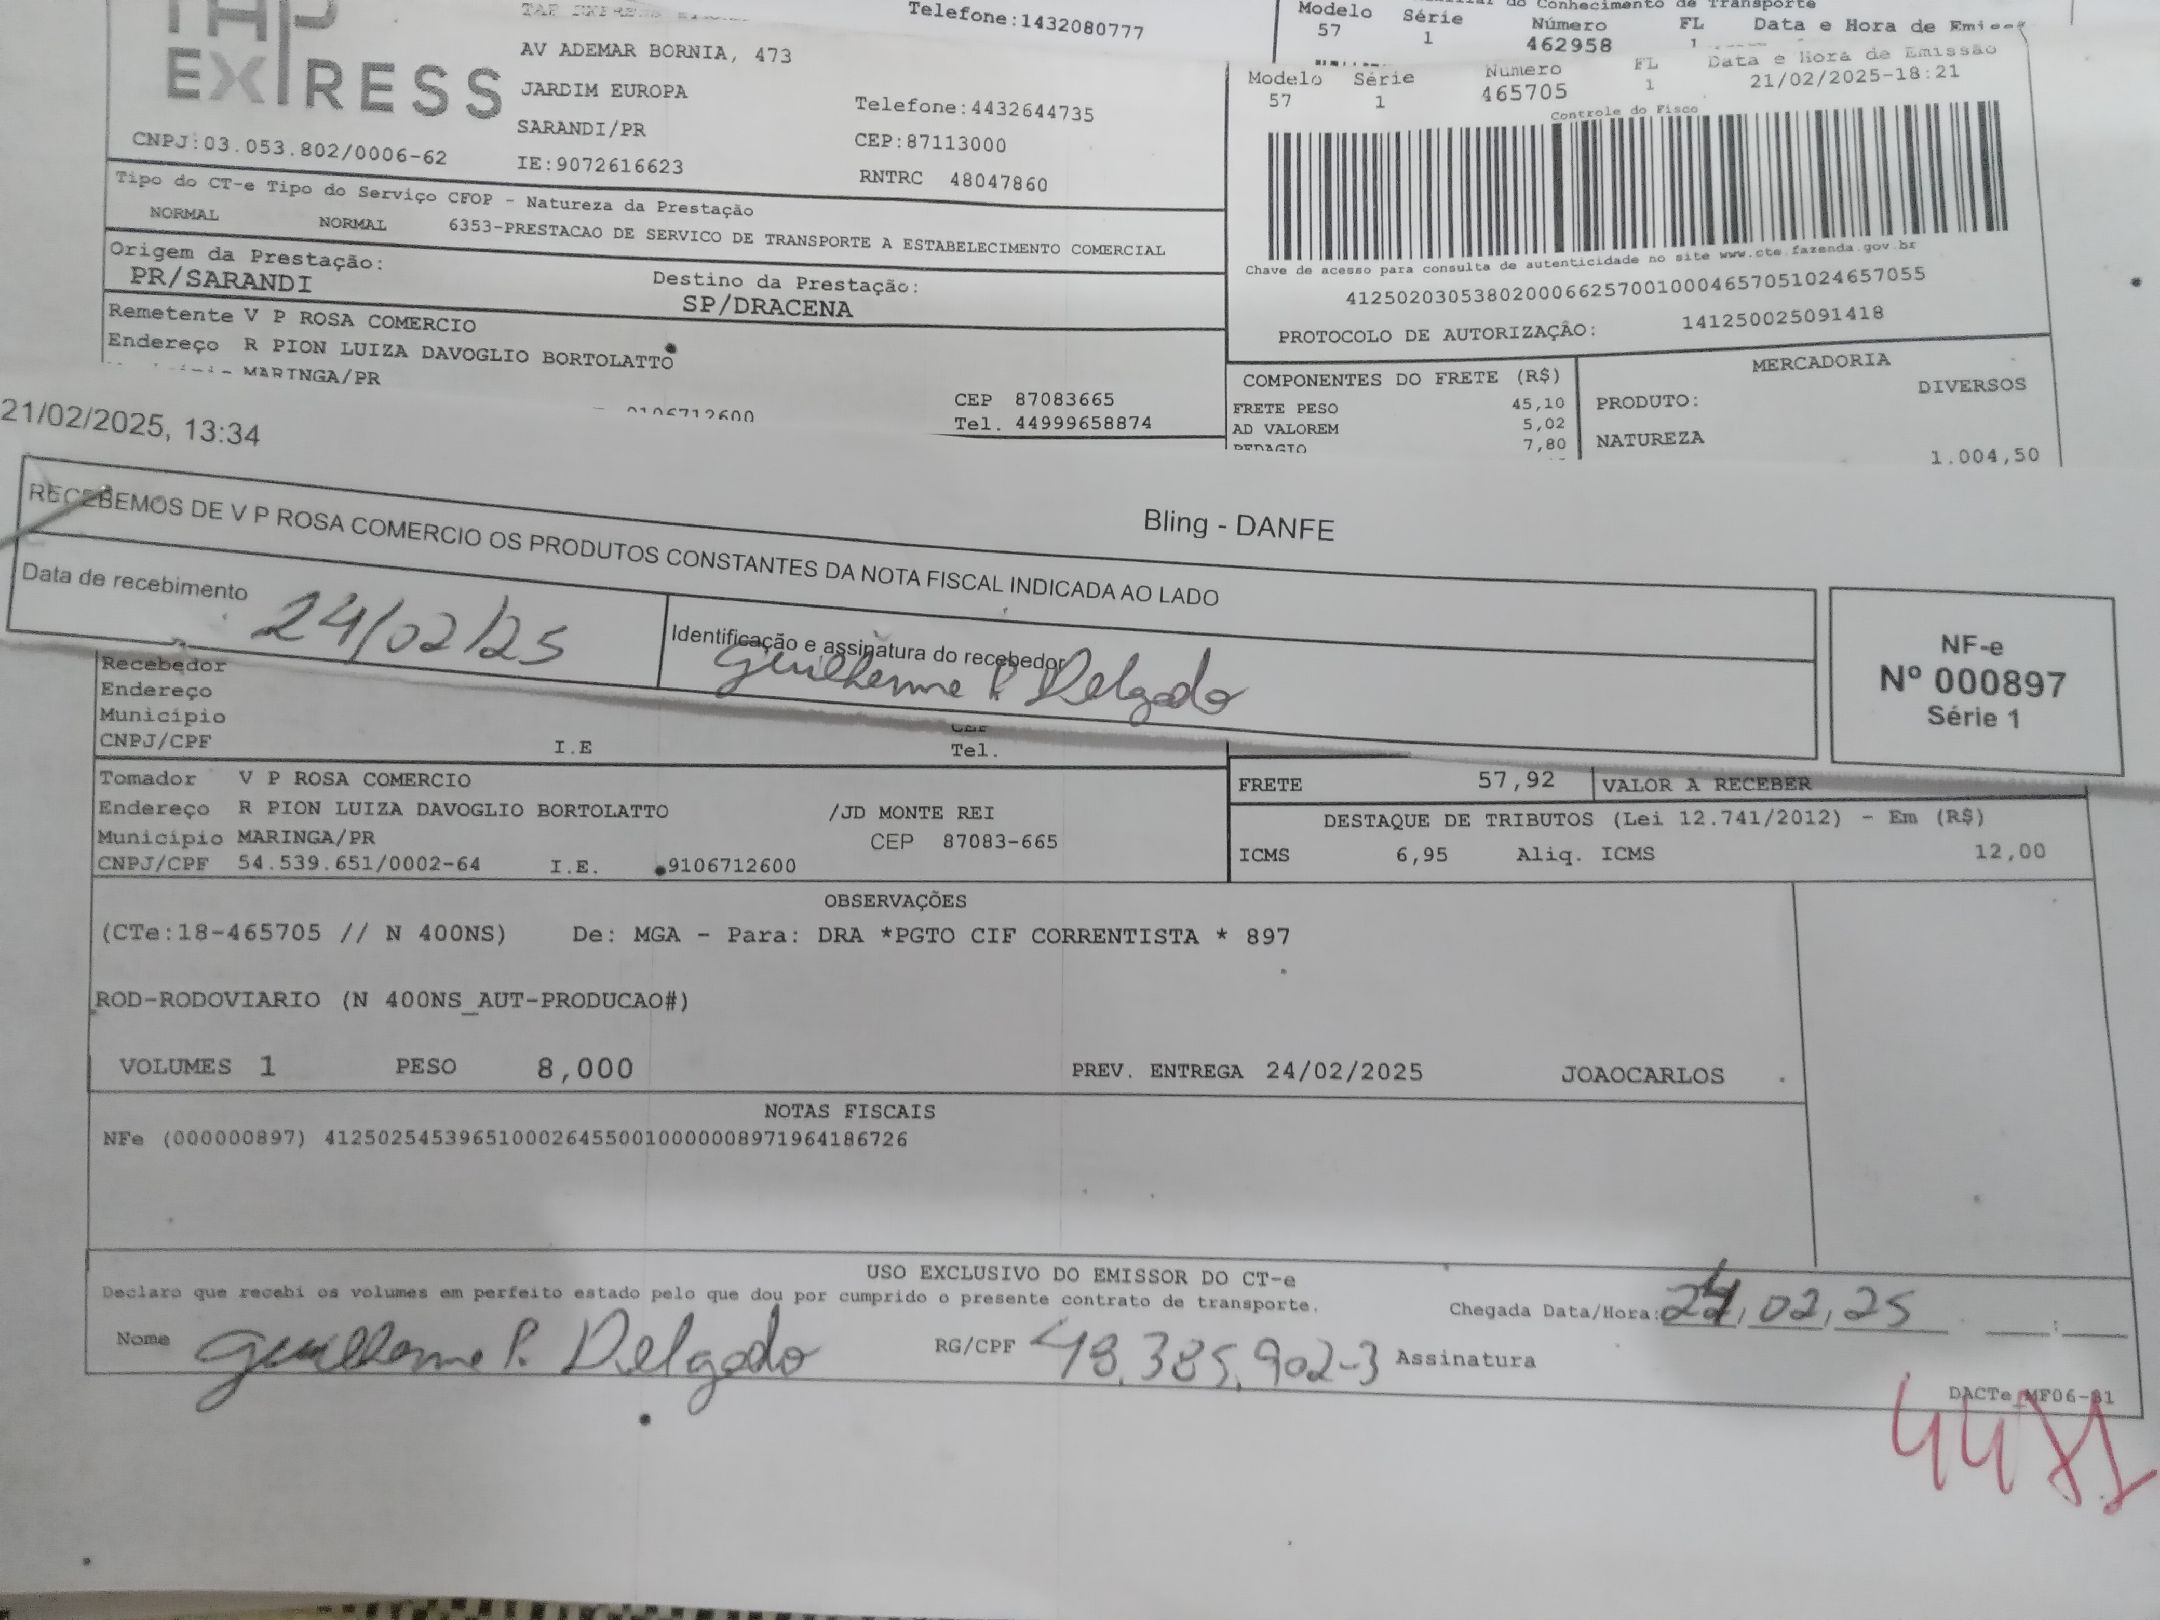 TAP EXPRESS
Telefone:1432080777
AV ADEMAR BORNIA, 473
JARDIM EUROPA
Telefone:4432644735
SARANDI/PR
CEP:87113000
CNPJ:03.053.802/0006-62
IE:9072616623
RNTRC 48047860
do Conhecimento de Transporte
Modelo Série Número FL Data e Hora de
57 1 462958 1
Modelo Série Número FL Data e Hora de Emissão
57 1 465705 1 21/02/2025-18:21
Controle do Fisco
Chave de acesso para consulta de autenticidade no site www.cte.fazenda.gov.br
41250203053802000662570010004657051024657055
PROTOCOLO DE AUTORIZAÇÃO: 141250025091418
Tipo do CT-e Tipo do Serviço CFOP - Natureza da Prestação
NORMAL NORMAL 6353-PRESTACAO DE SERVICO DE TRANSPORTE A ESTABELECIMENTO COMERCIAL
Origem da Prestação: Destino da Prestação:
PR/SARANDI SP/DRACENA
Remetente V P ROSA COMERCIO
Endereço R PION LUIZA DAVOGLIO BORTOLATTO
MARINGA/PR
CEP 87083665
9106712600
Tel. 44999658874
COMPONENTES DO FRETE (R$)
FRETE PESO 45,10
AD VALOREM 5,02
PEDAGIO 7,80
MERCADORIA
PRODUTO: DIVERSOS
NATUREZA
1.004,50
21/02/2025, 13:34
Bling - DANFE
RECEBEMOS DE V P ROSA COMERCIO OS PRODUTOS CONSTANTES DA NOTA FISCAL INDICADA AO LADO
Data de recebimento
24/02/25
Identificação e assinatura do recebedor
Guilherme P. Delgado
NF-e
Nº 000897
Série 1
Recebedor
Endereço
Município
CNPJ/CPF I.E Tel.
Tomador V P ROSA COMERCIO
Endereço R PION LUIZA DAVOGLIO BORTOLATTO /JD MONTE REI
Município MARINGA/PR CEP 87083-665
CNPJ/CPF 54.539.651/0002-64 I.E. 9106712600
FRETE 57,92 VALOR A RECEBER
DESTAQUE DE TRIBUTOS (Lei 12.741/2012) - Em (R$)
ICMS 6,95 Aliq. ICMS 12,00
OBSERVAÇÕES
(CTe:18-465705 // N 400NS) De: MGA - Para: DRA *PGTO CIF CORRENTISTA * 897
ROD-RODOVIARIO (N 400NS_AUT-PRODUCAO#)
VOLUMES 1 PESO 8,000 PREV. ENTREGA 24/02/2025 JOAOCARLOS
NOTAS FISCAIS
NFe (000000897) 41250254539651000264550010000008971964186726
USO EXCLUSIVO DO EMISSOR DO CT-e
Declaro que recebi os volumes em perfeito estado pelo que dou por cumprido o presente contrato de transporte.
Chegada Data/Hora: 24,02,25 :
Nome Guilherme P. Delgado RG/CPF 48.385.902-3 Assinatura